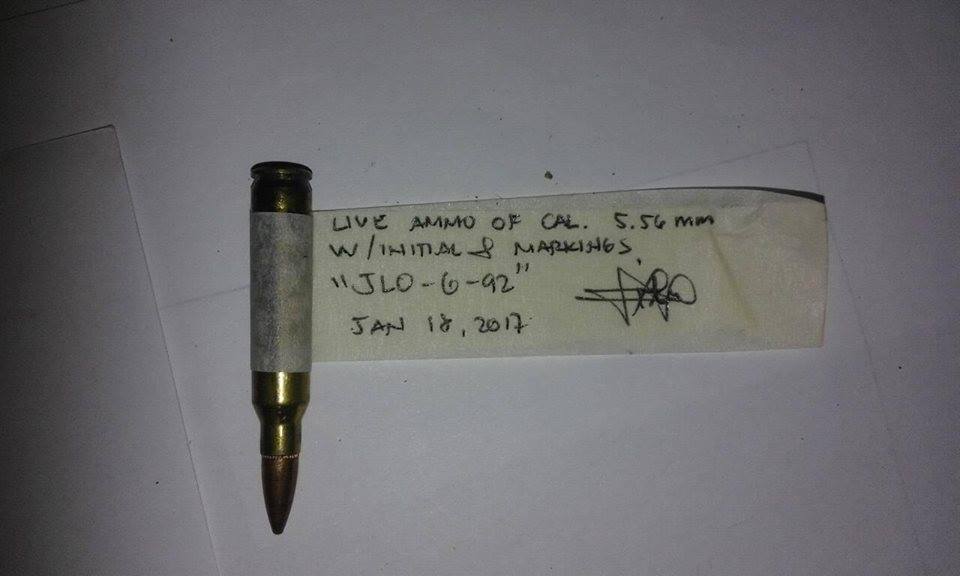 LIVE AMMO OF CAL. 5.56 mm
W/INITIAL & MARKINGS,
"JLO-6-92"
JAN 18, 2017